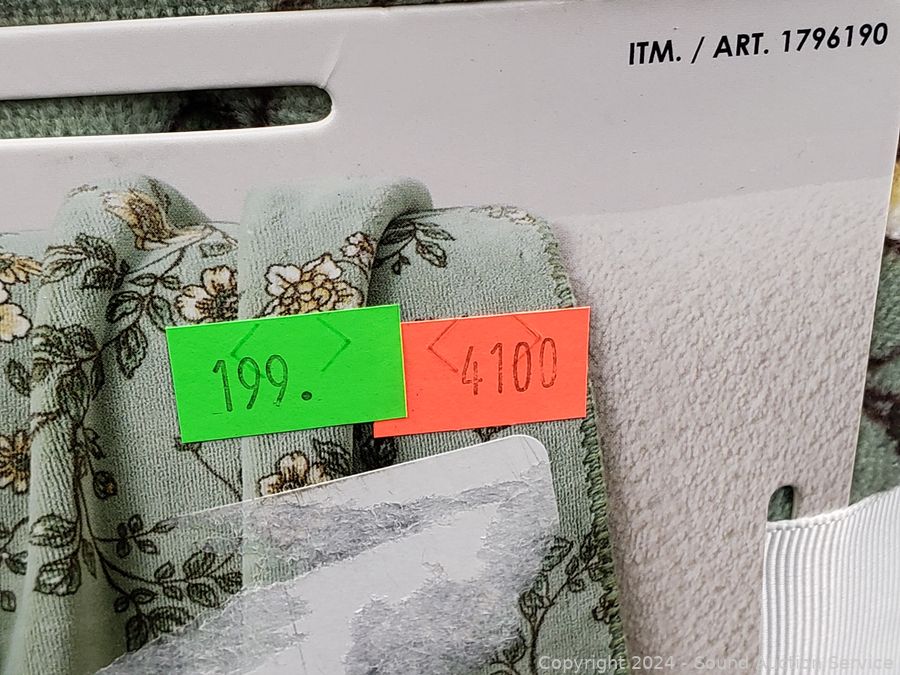 ITM. / ART. 1796190
199.
4100
Copyright 2024 - Sound Auction Service